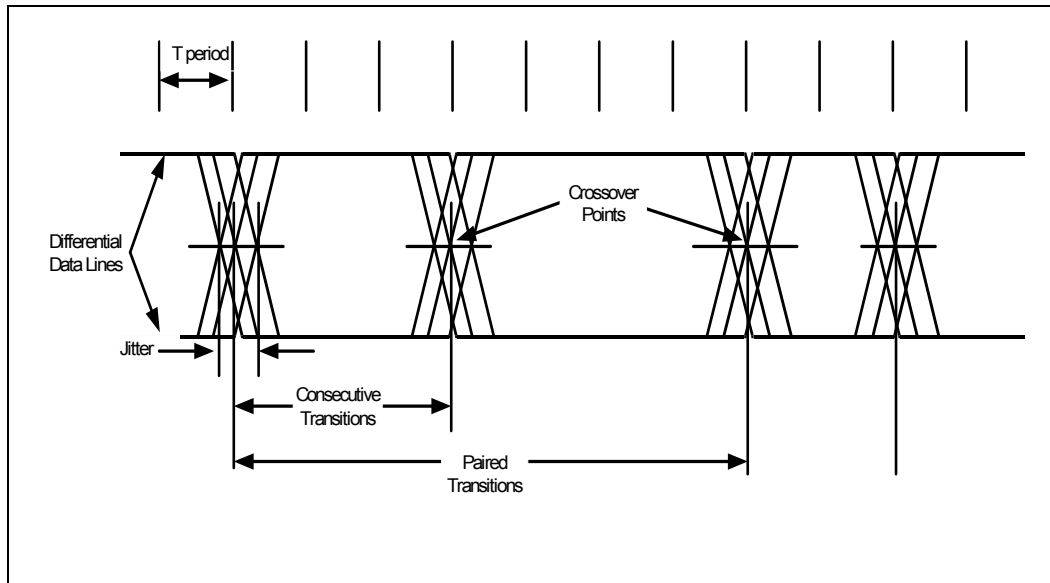 T period
Crossover
Points
Differential
Data Lines
Jitter
Consecutive
Transitions
Paired
Transitions